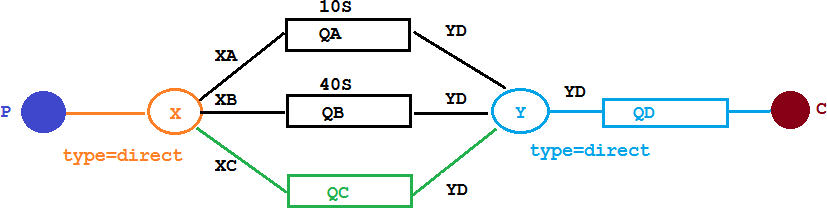 10S
QA
XA
YD
40S
P
X
XB
QB
YD
Y
YD
QD
C
type=direct
type=direct
XC
QC
YD